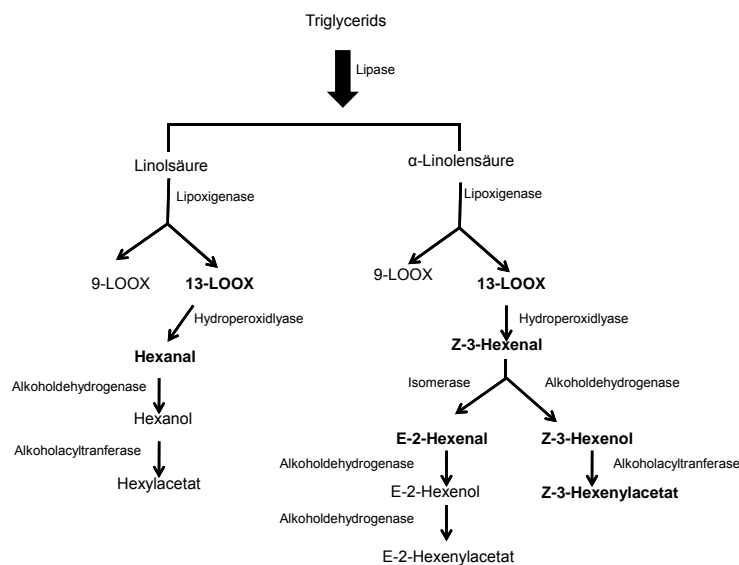 Triglycerids
Lipase
Linolsäure
α-Linolensäure
Lipoxigenase
Lipoxigenase
9-LOOX
13-LOOX
9-LOOX
13-LOOX
Hydroperoxidlyase
Hydroperoxidlyase
Hexanal
Z-3-Hexenal
Alkoholdehydrogenase
Isomerase
Alkoholdehydrogenase
Hexanol
E-2-Hexenal
Z-3-Hexenol
Alkoholacyltranferase
Alkoholdehydrogenase
Alkoholacyltranferase
Hexylacetat
E-2-Hexenol
Z-3-Hexenylacetat
Alkoholdehydrogenase
E-2-Hexenylacetat